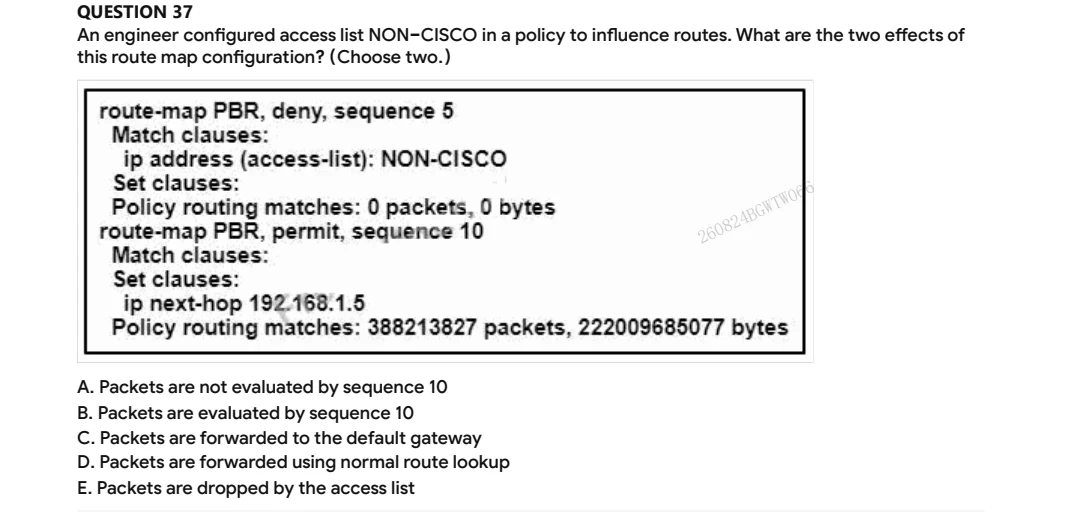 QUESTION 37
An engineer configured access list NON-CISCO in a policy to influence routes. What are the two effects of
this route map configuration? (Choose two.)
route-map PBR, deny, sequence 5
Match clauses:
ip address (access-list): NON-CISCO
Set clauses:
Policy routing matches: 0 packets, 0 bytes
route-map PBR, permit, sequence 10
Match clauses:
Set clauses:
ip next-hop 192.168.1.5
Policy routing matches: 388213827 packets, 222009685077 bytes
260824BGWTWO66
A. Packets are not evaluated by sequence 10
B. Packets are evaluated by sequence 10
C. Packets are forwarded to the default gateway
D. Packets are forwarded using normal route lookup
E. Packets are dropped by the access list